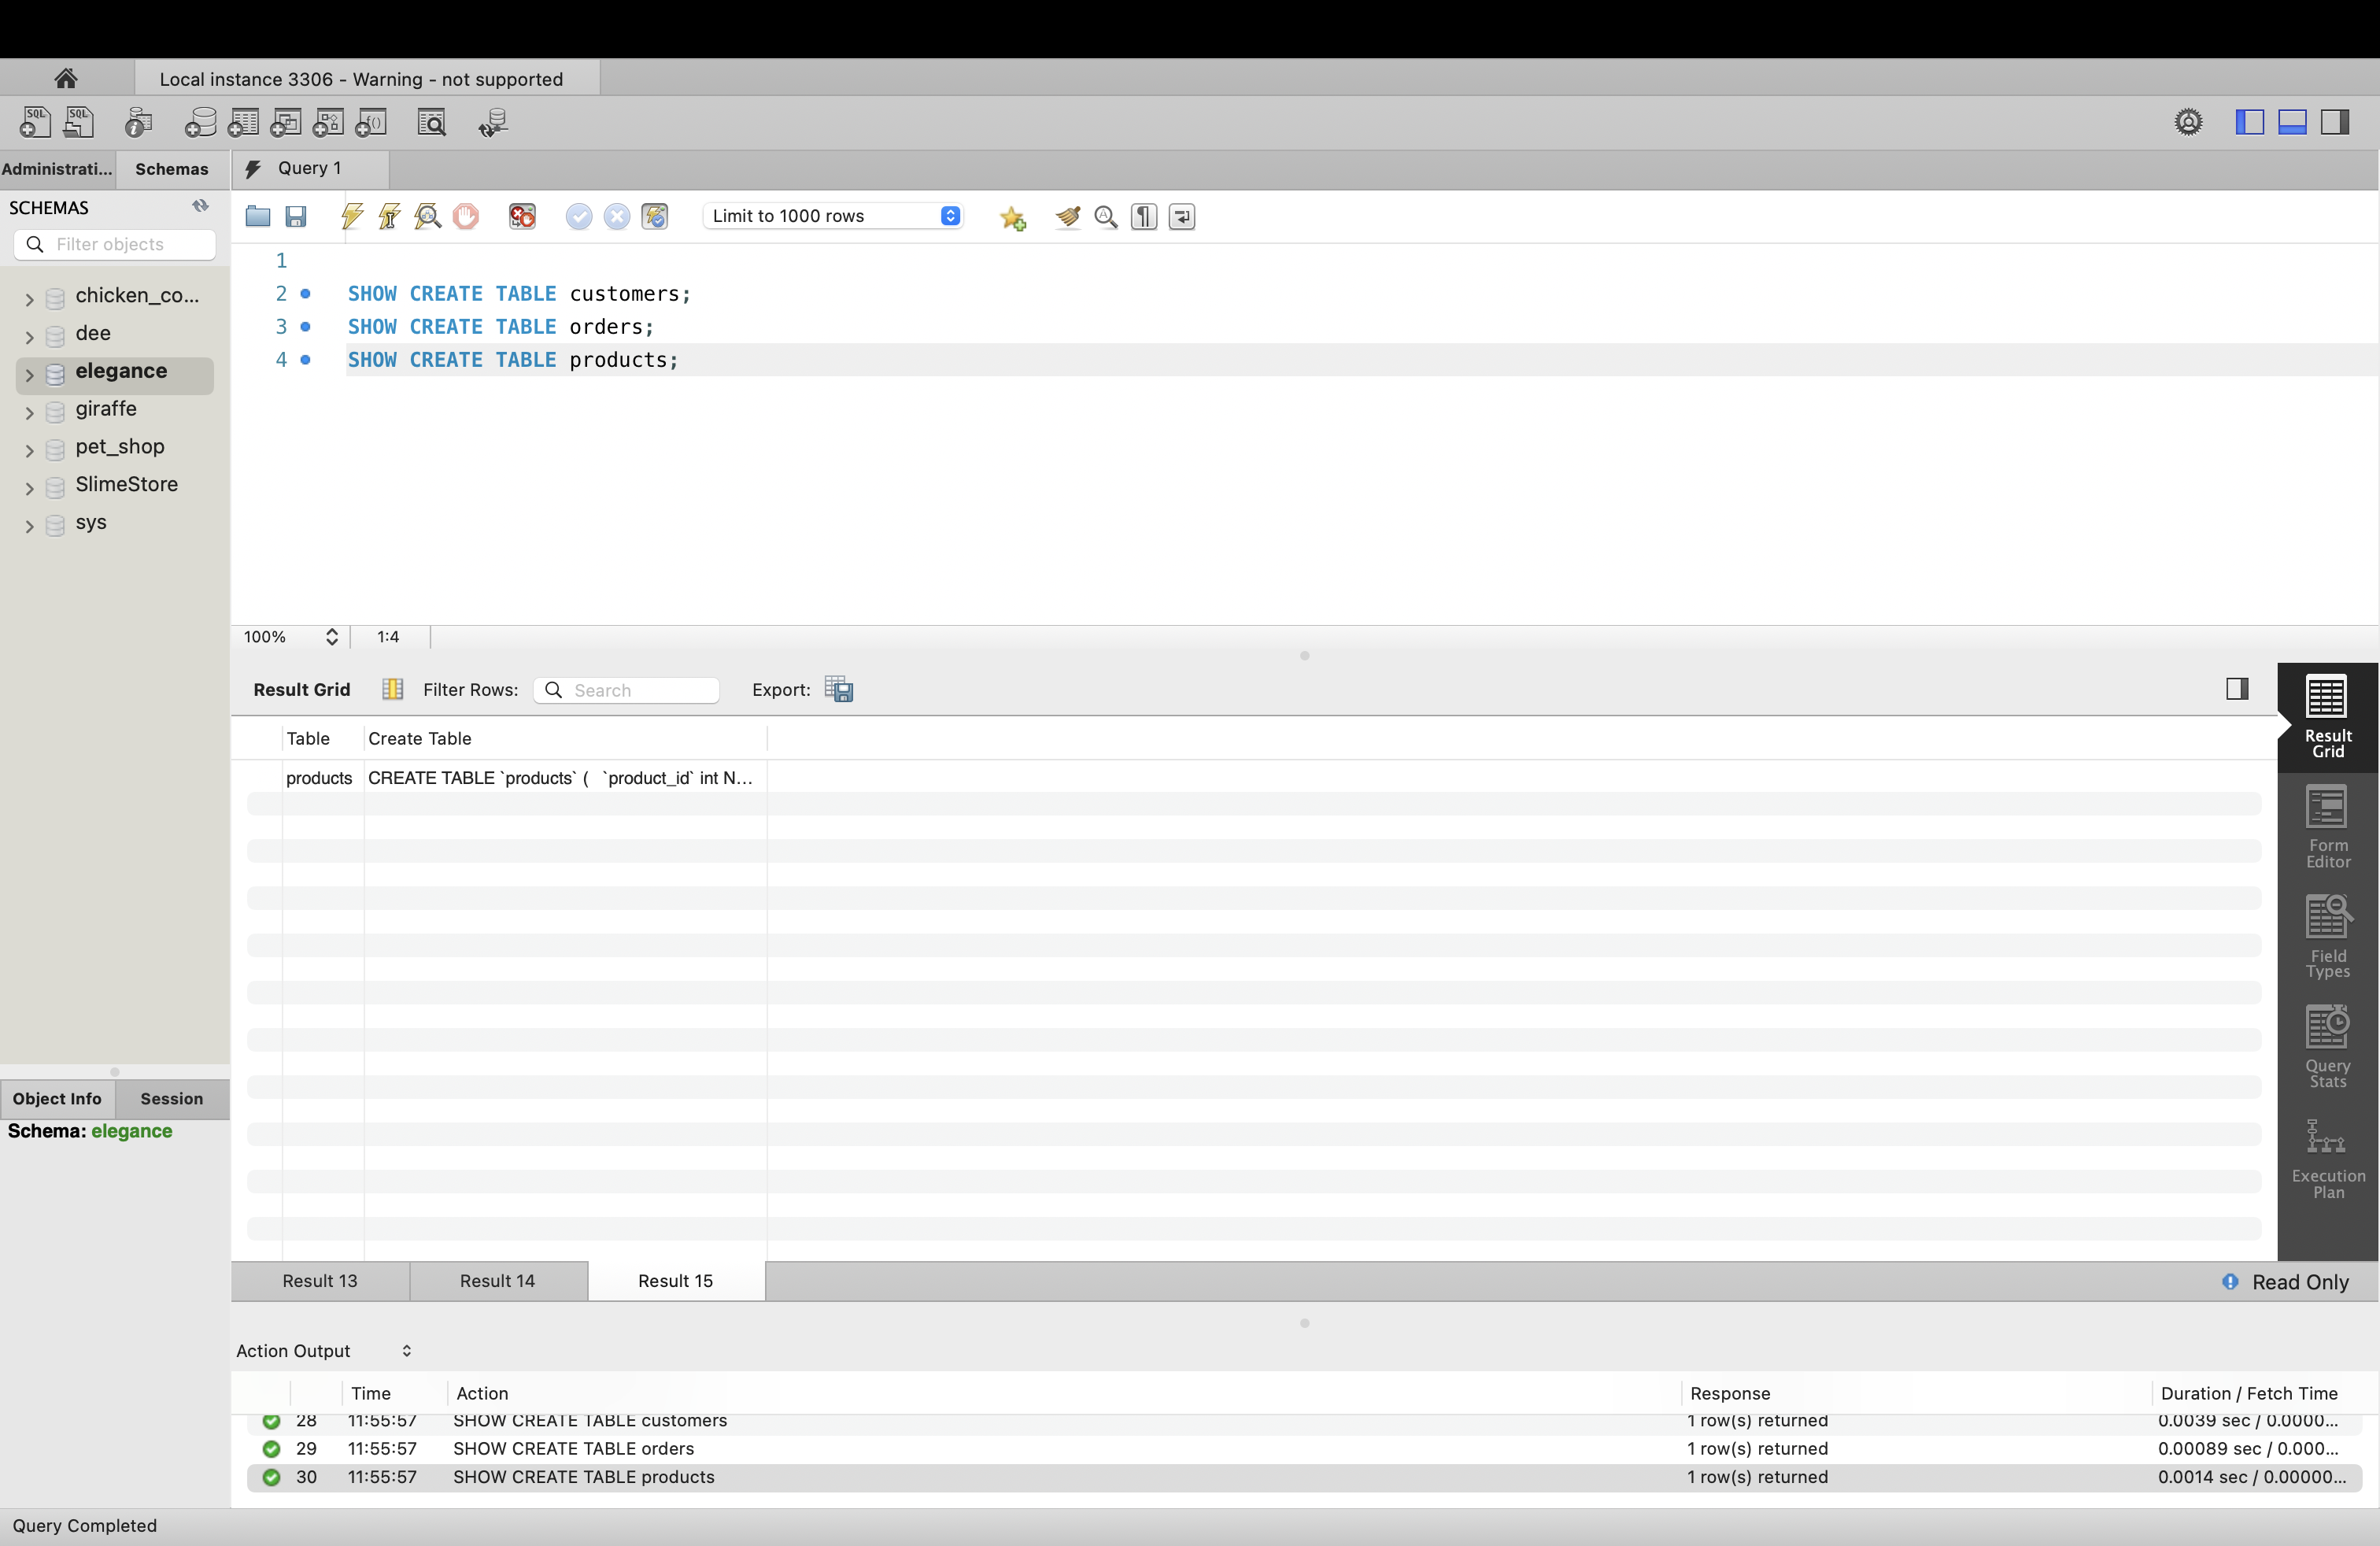 Local instance 3306 - Warning - not supported
SQL SQL f()
Administrati... Schemas
Query 1
SCHEMAS
Filter objects
Limit to 1000 rows
chicken_co...
dee
elegance
giraffe
pet_shop
SlimeStore
sys
1
2 SHOW CREATE TABLE customers;
3 SHOW CREATE TABLE orders;
4 SHOW CREATE TABLE products;
100% 1:4
Result Grid Filter Rows: Search Export:
Table Create Table
products CREATE TABLE `products` ( `product_id` int N...
Result
Grid
Form
Editor
Field
Types
Query
Stats
Execution
Plan
Object Info Session
Schema: elegance
Result 13 Result 14 Result 15 Read Only
Action Output
Time Action Response Duration / Fetch Time
28 11:55:57 SHOW CREATE TABLE customers 1 row(s) returned 0.0039 sec / 0.0000...
29 11:55:57 SHOW CREATE TABLE orders 1 row(s) returned 0.00089 sec / 0.000...
30 11:55:57 SHOW CREATE TABLE products 1 row(s) returned 0.0014 sec / 0.00000...
Query Completed